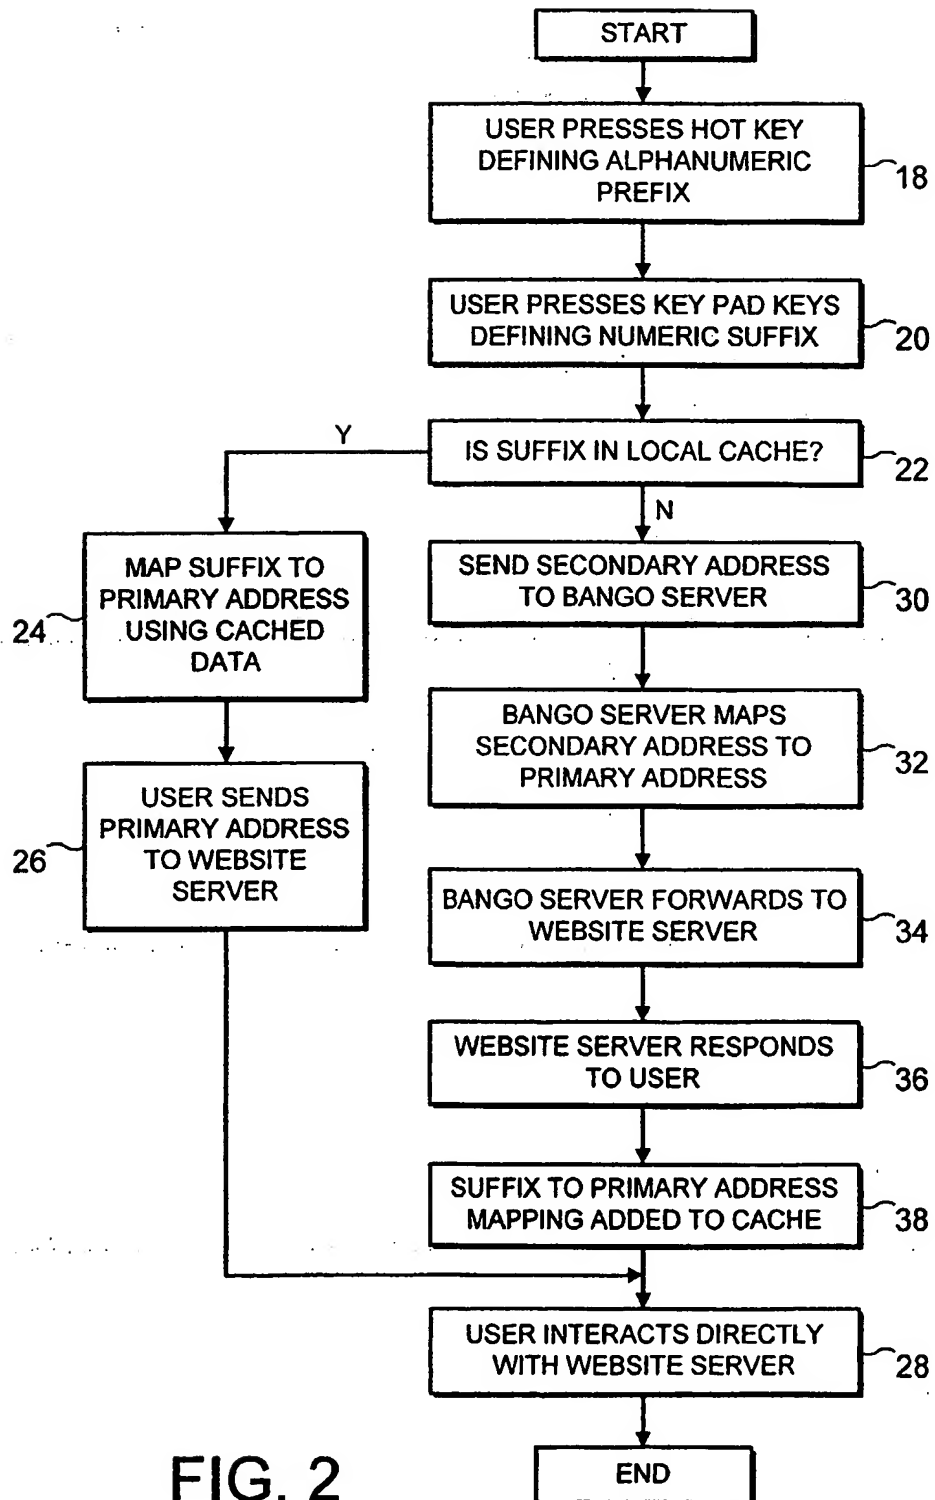 START
USER PRESSES HOT KEY
DEFINING ALPHANUMERIC
PREFIX
18
USER PRESSES KEY PAD KEYS
DEFINING NUMERIC SUFFIX
20
Y
IS SUFFIX IN LOCAL CACHE?
22
N
MAP SUFFIX TO
PRIMARY ADDRESS
USING CACHED
DATA
24
SEND SECONDARY ADDRESS
TO BANGO SERVER
30
BANGO SERVER MAPS
SECONDARY ADDRESS TO
PRIMARY ADDRESS
32
USER SENDS
PRIMARY ADDRESS
TO WEBSITE
SERVER
26
BANGO SERVER FORWARDS TO
WEBSITE SERVER
34
WEBSITE SERVER RESPONDS
TO USER
36
SUFFIX TO PRIMARY ADDRESS
MAPPING ADDED TO CACHE
38
USER INTERACTS DIRECTLY
WITH WEBSITE SERVER
28
END
FIG. 2